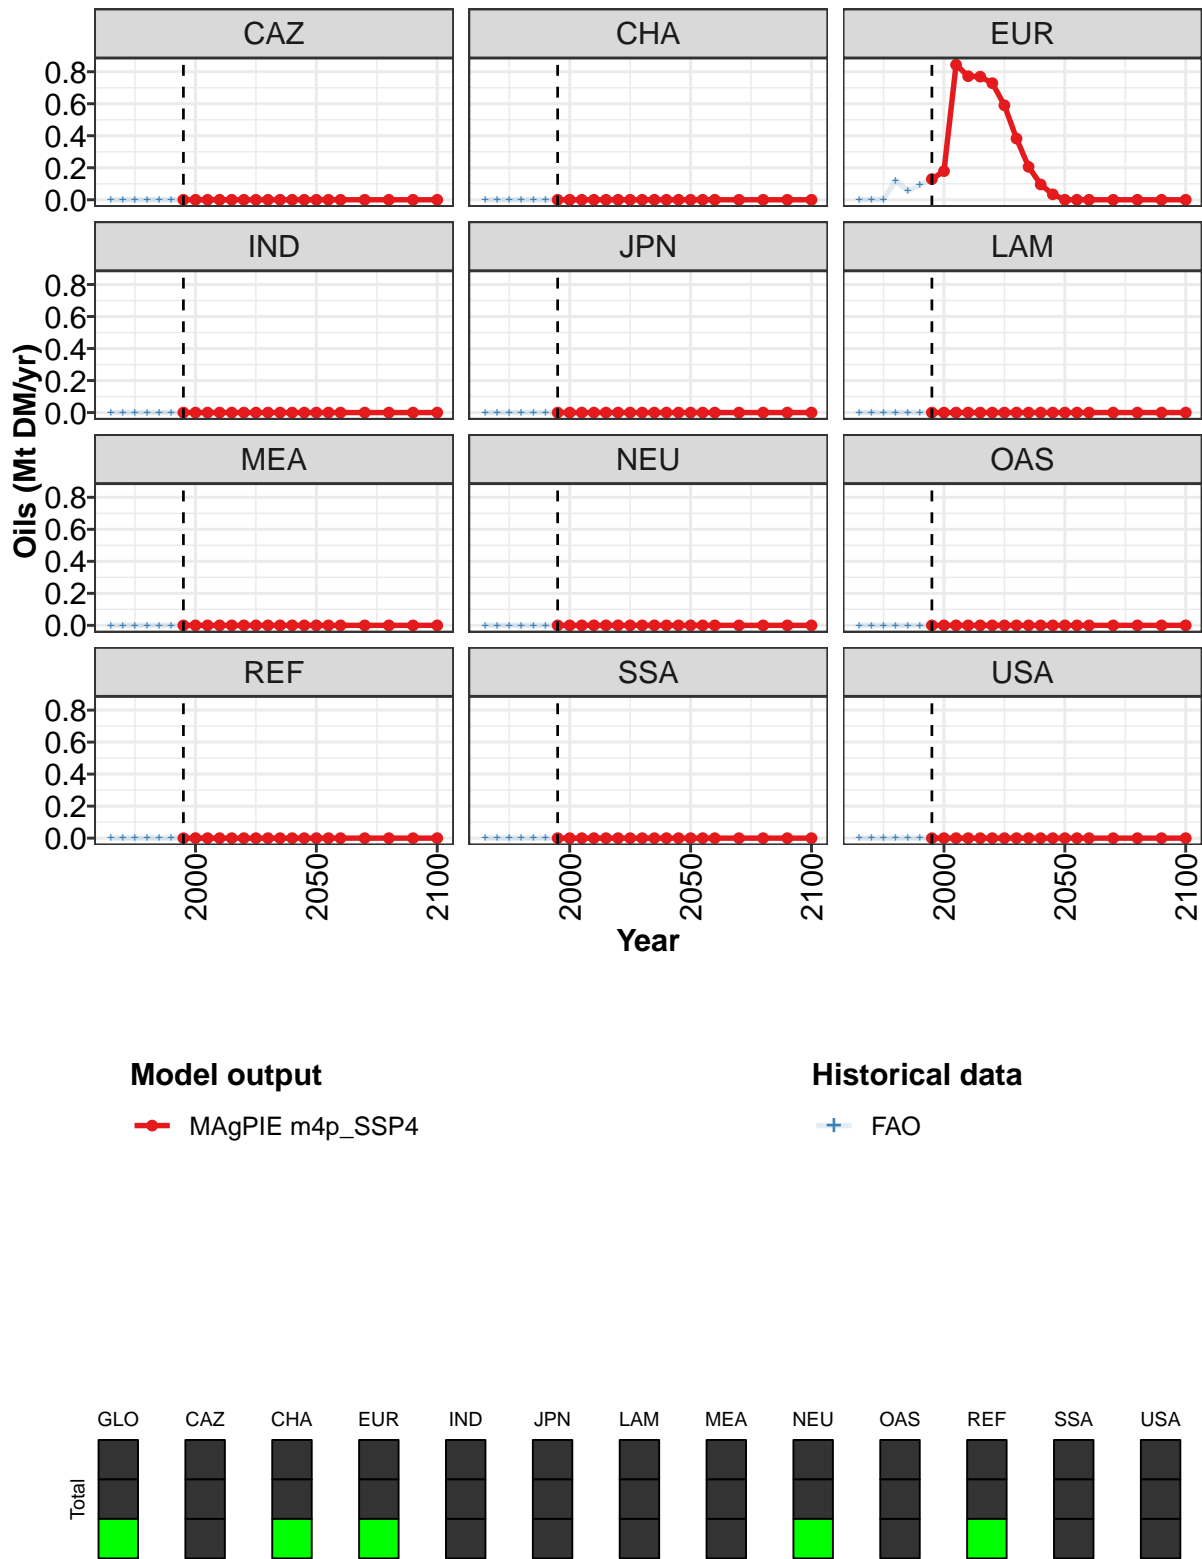 CAZ CHA EUR
0.8
0.6
0.4
0.2
0.0
IND JPN LAM
0.8
0.6
0.4
0.2
0.0
Oils (Mt DM/yr)
MEA NEU OAS
0.8
0.6
0.4
0.2
0.0
REF SSA USA
0.8
0.6
0.4
0.2
0.0
2000 2050 2100 2000 2050 2100 2000 2050 2100
Year
Model output Historical data
MAgPIE m4p_SSP4 FAO
GLO CAZ CHA EUR IND JPN LAM MEA NEU OAS REF SSA USA
Total